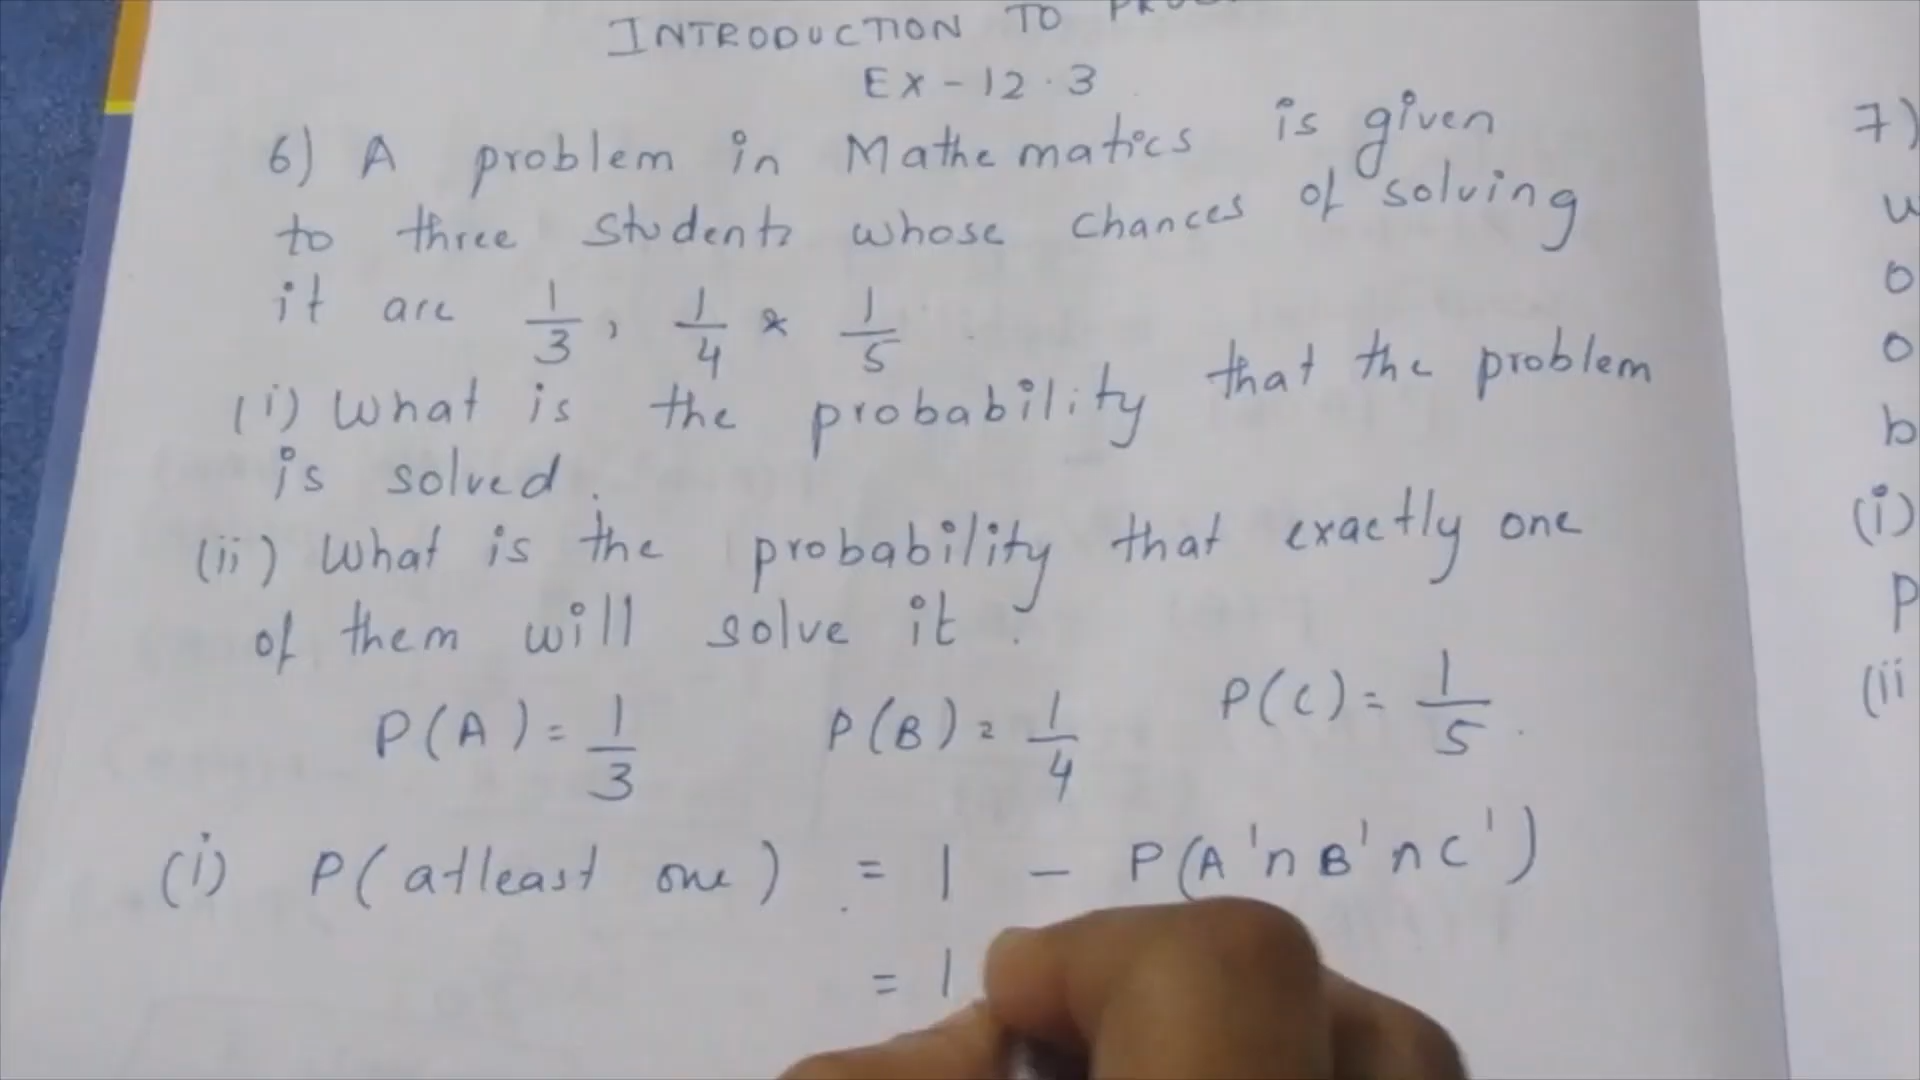 INTRODUCTION TO
EX - 12.3
6) A problem in Mathematics is given
to three students whose chances of solving
it are 1/3, 1/4 & 1/5
(i) What is the probability that the problem
is solved.
(ii) What is the probability that exactly one
of them will solve it?
P(A) = 1/3 P(B) = 1/4 P(C) = 1/5.
(i) P(atleast one) = 1 - P(A'∩B'∩C')
= 1
7)
(i)
(ii